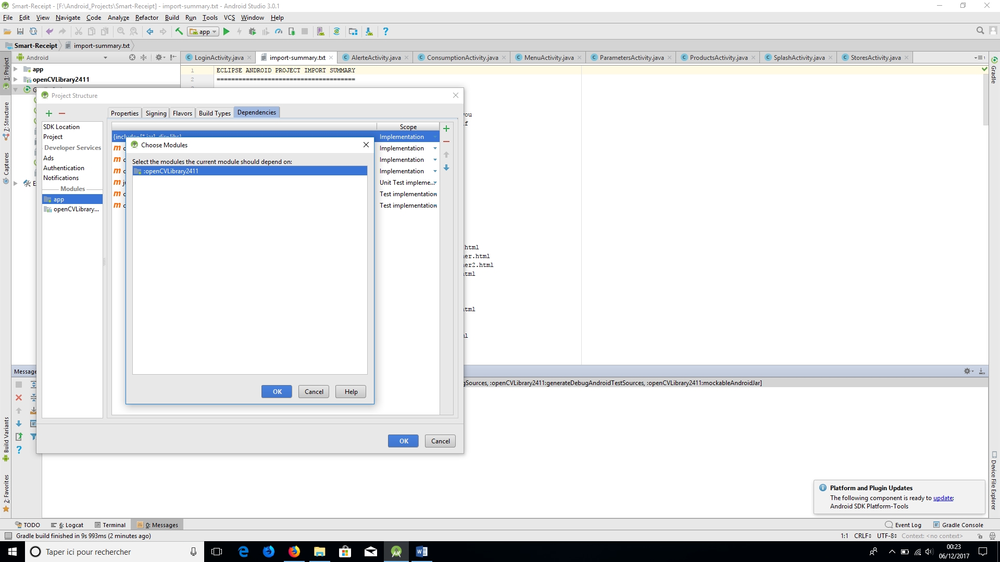 Smart-Receipt - [F:\Android_Projects\Smart-Receipt] - import-summary.txt - Android Studio 3.0.1
File Edit View Navigate Code Analyze Refactor Build Run Tools VCS Window Help
app
Smart-Receipt import-summary.txt
Android
LoginActivity.java import-summary.txt AlerteActivity.java ConsumptionActivity.java MenuActivity.java ParametersActivity.java ProductsActivity.java SplashActivity.java StoresActivity.java
1: Project
7: Structure
Captures
Build Variants
2: Favorites
app
openCVLibrary2411
1 ECLIPSE ANDROID PROJECT IMPORT SUMMARY
2 ======================================
Gradle
Device File Explorer
Project Structure
SDK Location
Project
Developer Services
Ads
Authentication
Notifications
Modules
app
openCVLibrary...
Properties Signing Flavors Build Types Dependencies
Scope
{include=[*.jar], dir=libs} Implementation
m Implementation
m Implementation
m Implementation
m Unit Test impleme...
m Test implementation
m Test implementation
Choose Modules
Select the modules the current module should depend on:
:openCVLibrary2411
OK Cancel Help
OK Cancel
you
.html
er.html
er2.html
html
html
Message
Sources, :openCVLibrary2411:generateDebugAndroidTestSources, :openCVLibrary2411:mockableAndroidJar]
Platform and Plugin Updates
The following component is ready to update:
Android SDK Platform-Tools
TODO 6: Logcat Terminal 0: Messages Event Log Gradle Console
Gradle build finished in 9s 993ms (2 minutes ago) 1:1 CRLF UTF-8 Context: <no context>
Taper ici pour rechercher
00:23
06/12/2017